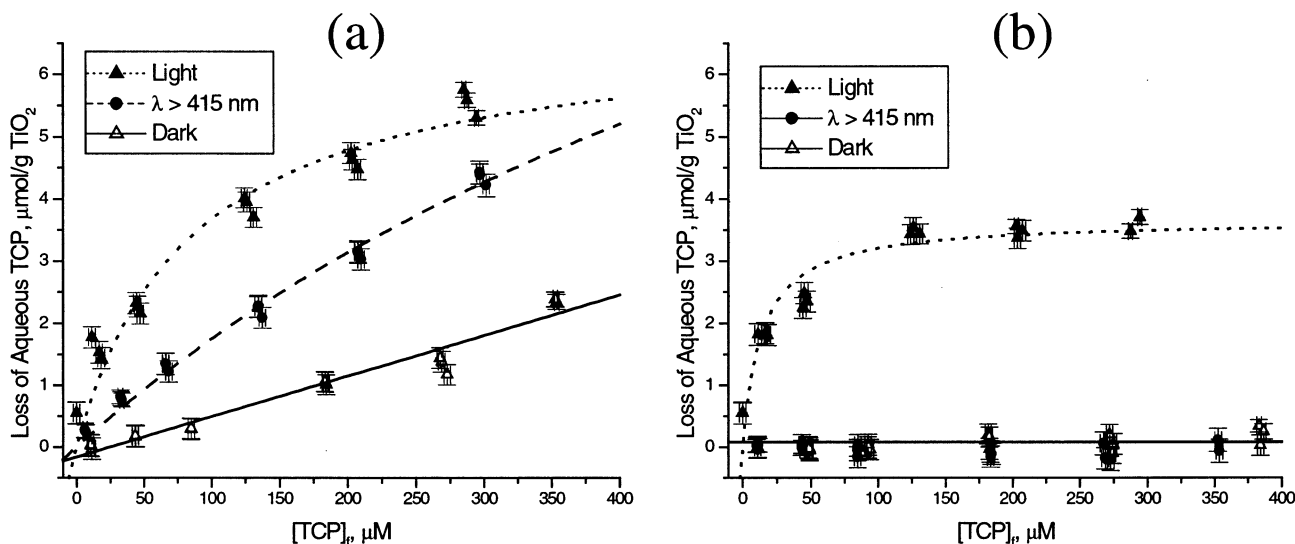 (a)
Loss of Aqueous TCP, μmol/g TiO₂
6
5
4
3
2
1
0
Light
λ > 415 nm
Dark
0 50 100 150 200 250 300 350 400
[TCP]f, μM
(b)
Loss of Aqueous TCP, μmol/g TiO₂
6
5
4
3
2
1
0
Light
λ > 415 nm
Dark
0 50 100 150 200 250 300 350 400
[TCP]f, μM